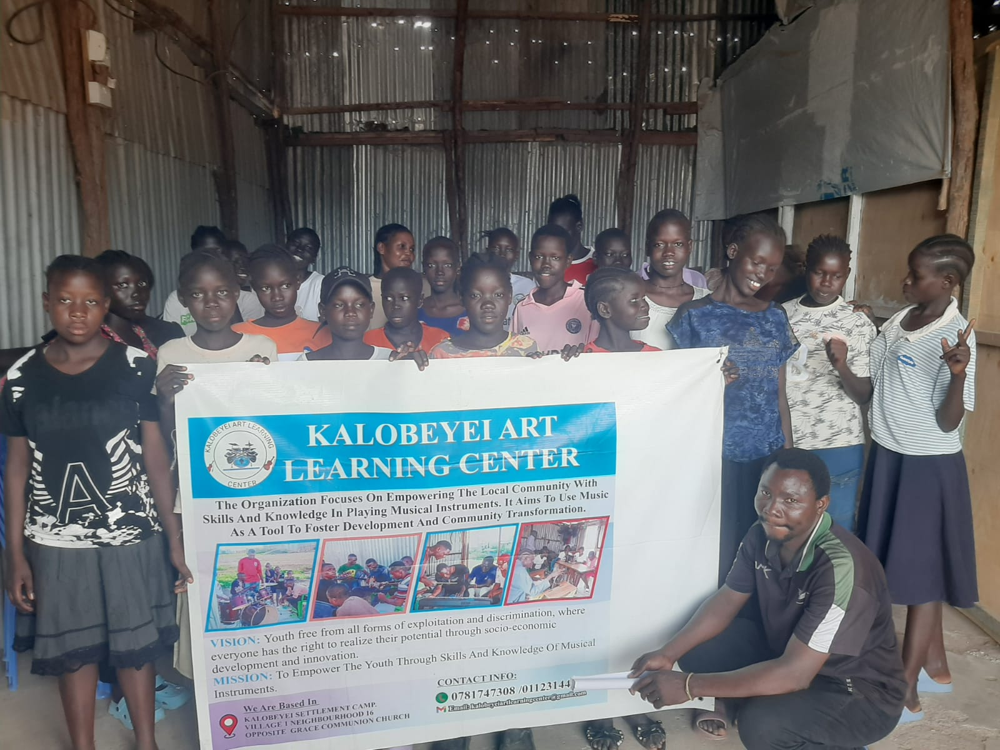 KALOBEYEI ART LEARNING
CENTER
KALOBEYEI ART
LEARNING CENTER
The Organization Focuses On Empowering The Local Community With
Skills And Knowledge In Playing Musical Instruments. It Aims To Use Music
As A Tool To Foster Development And Community Transformation.
VISION: Youth free from all forms of exploitation and discrimination, where
everyone has the right to realize their potential through socio-economic
development and innovation.
MISSION: To Empower The Youth Through Skills And Knowledge Of Musical
Instruments.
We Are Based In
KALOBEYEI SETTLEMENT CAMP.
VILLAGE 1 NEIGHBOURHOOD 16
OPPOSITE GRACE COMMUNION CHURCH
CONTACT INFO:
0781747308 /01123144
Email: kalobeyeiartlearningcenter@gmail.com
A